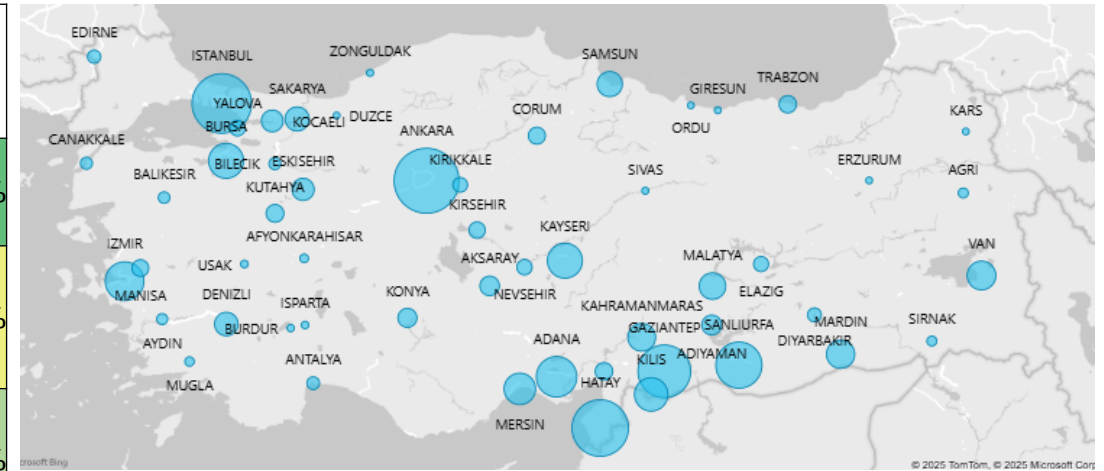 EDIRNE
ZONGULDAK
ISTANBUL
SAMSUN
TRABZON
SAKARYA
GIRESUN
YALOVA
CORUM
KARS
DUZCE
KOCAELI
BURSA
ORDU
ANKARA
CANAKKALE
KIRIKKALE
ERZURUM
BILECIK
ESKISEHIR
SIVAS
AGRI
BALIKESIR
KUTAHYA
KIRSEHIR
KAYSERI
AFYONKARAHISAR
IZMIR
VAN
MALATYA
AKSARAY
USAK
ELAZIG
KONYA
DENIZLI
MANISA
NEVSEHIR
ISPARTA
KAHRAMANMARAS
SIRNAK
MARDIN
SANLIURFA
GAZIANTEP
BURDUR
ADANA
DIYARBAKIR
AYDIN
ADIYAMAN
ANTALYA
KILIS
HATAY
MUGLA
MERSIN
crosoft Bing
© 2025 TomTom, © 2025 Microsoft Corp